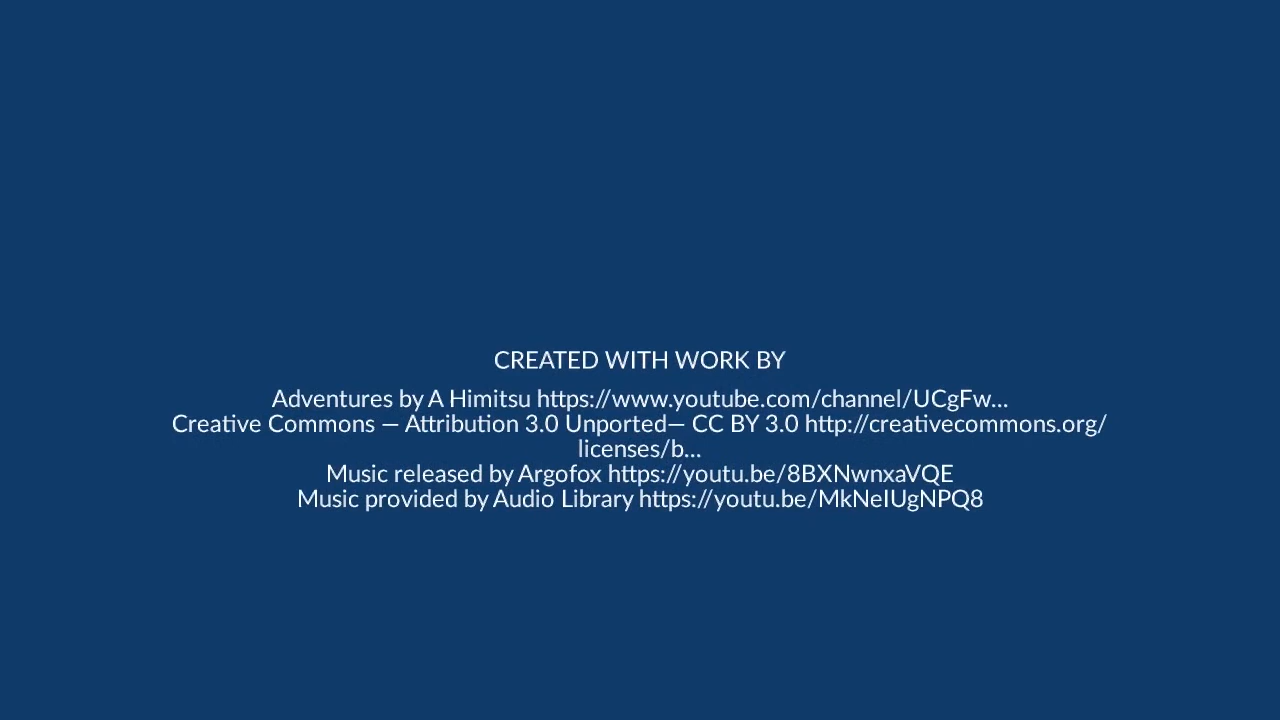 CREATED WITH WORK BY
Adventures by A Himitsu https://www.youtube.com/channel/UCgFw...
Creative Commons — Attribution 3.0 Unported— CC BY 3.0 http://creativecommons.org/
licenses/b...
Music released by Argofox https://youtu.be/8BXNwnxaVQE
Music provided by Audio Library https://youtu.be/MkNeIUgNPQ8